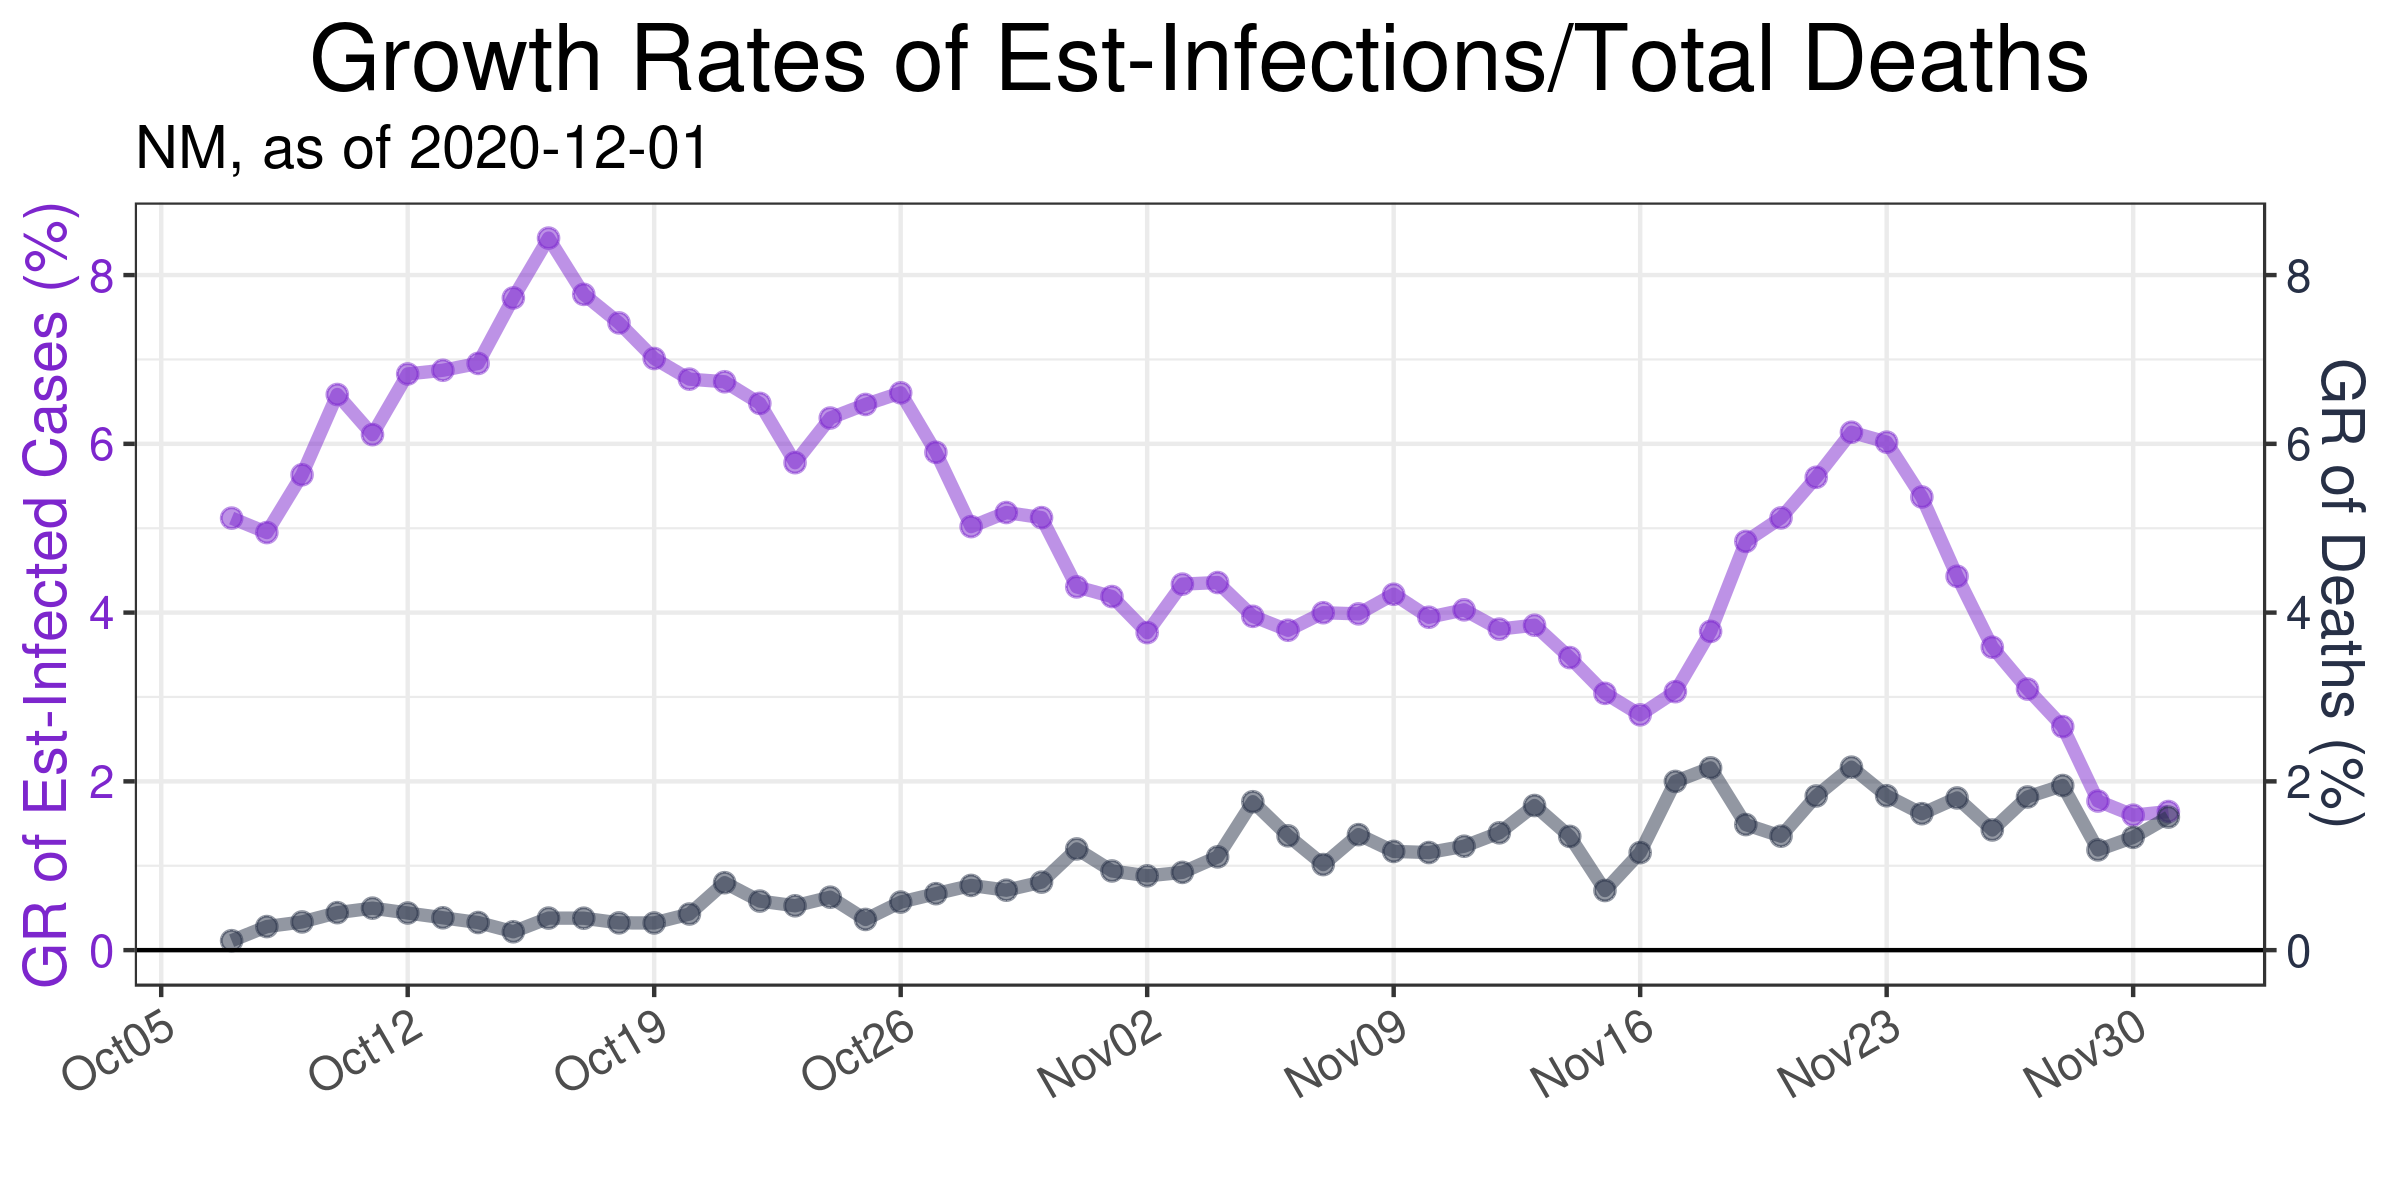 Growth Rates of Est-Infections/Total Deaths
NM, as of 2020-12-01
GR of Est-Infected Cases (%)
8
6
4
2
0
8
6
4
2
0
GR of Deaths (%)
Oct05
Oct12
Oct19
Oct26
Nov02
Nov09
Nov16
Nov23
Nov30